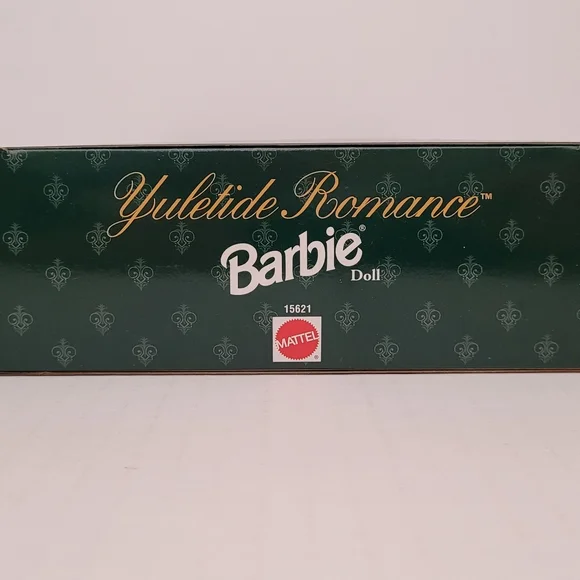 Yuletide Romance™
Barbie®
Doll
15621
MATTEL
®